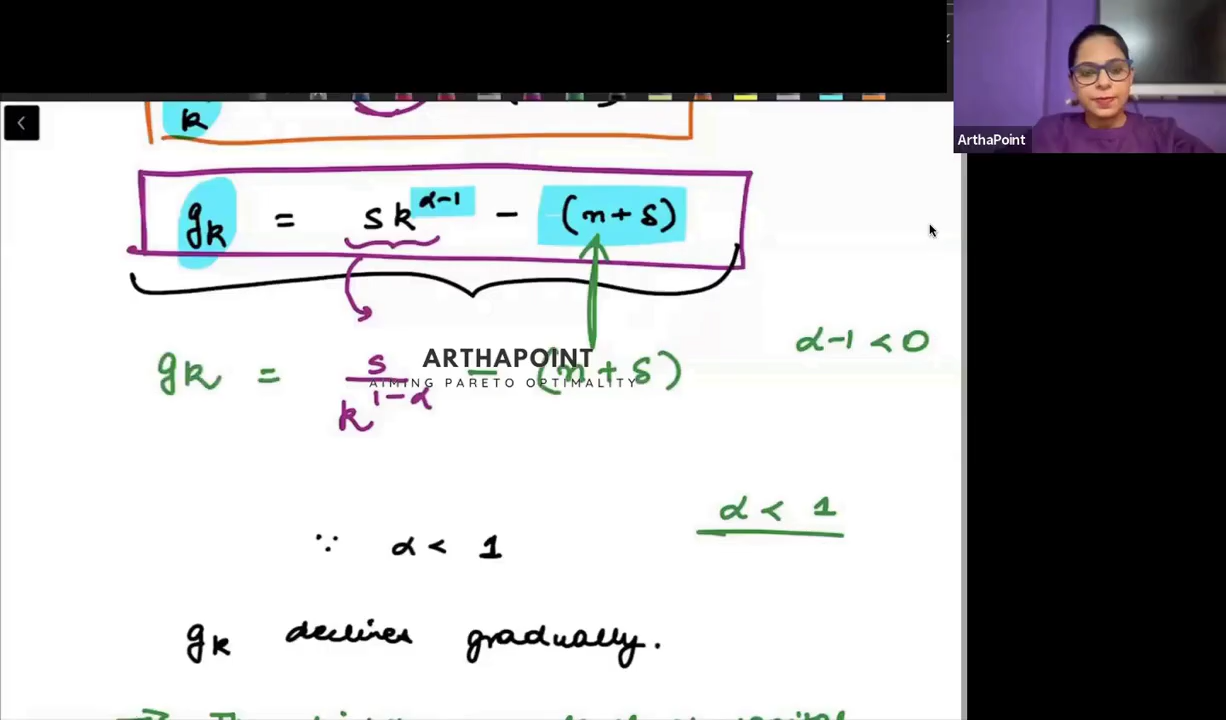 k
ArthaPoint
gk = sk^α-1 - (n+δ)
α-1 < 0
gk = s/k^1-α - (n+δ)
ARTHAPOINT
AIMING PARETO OPTIMALITY
α < 1
∵ α < 1
gk declines gradually.